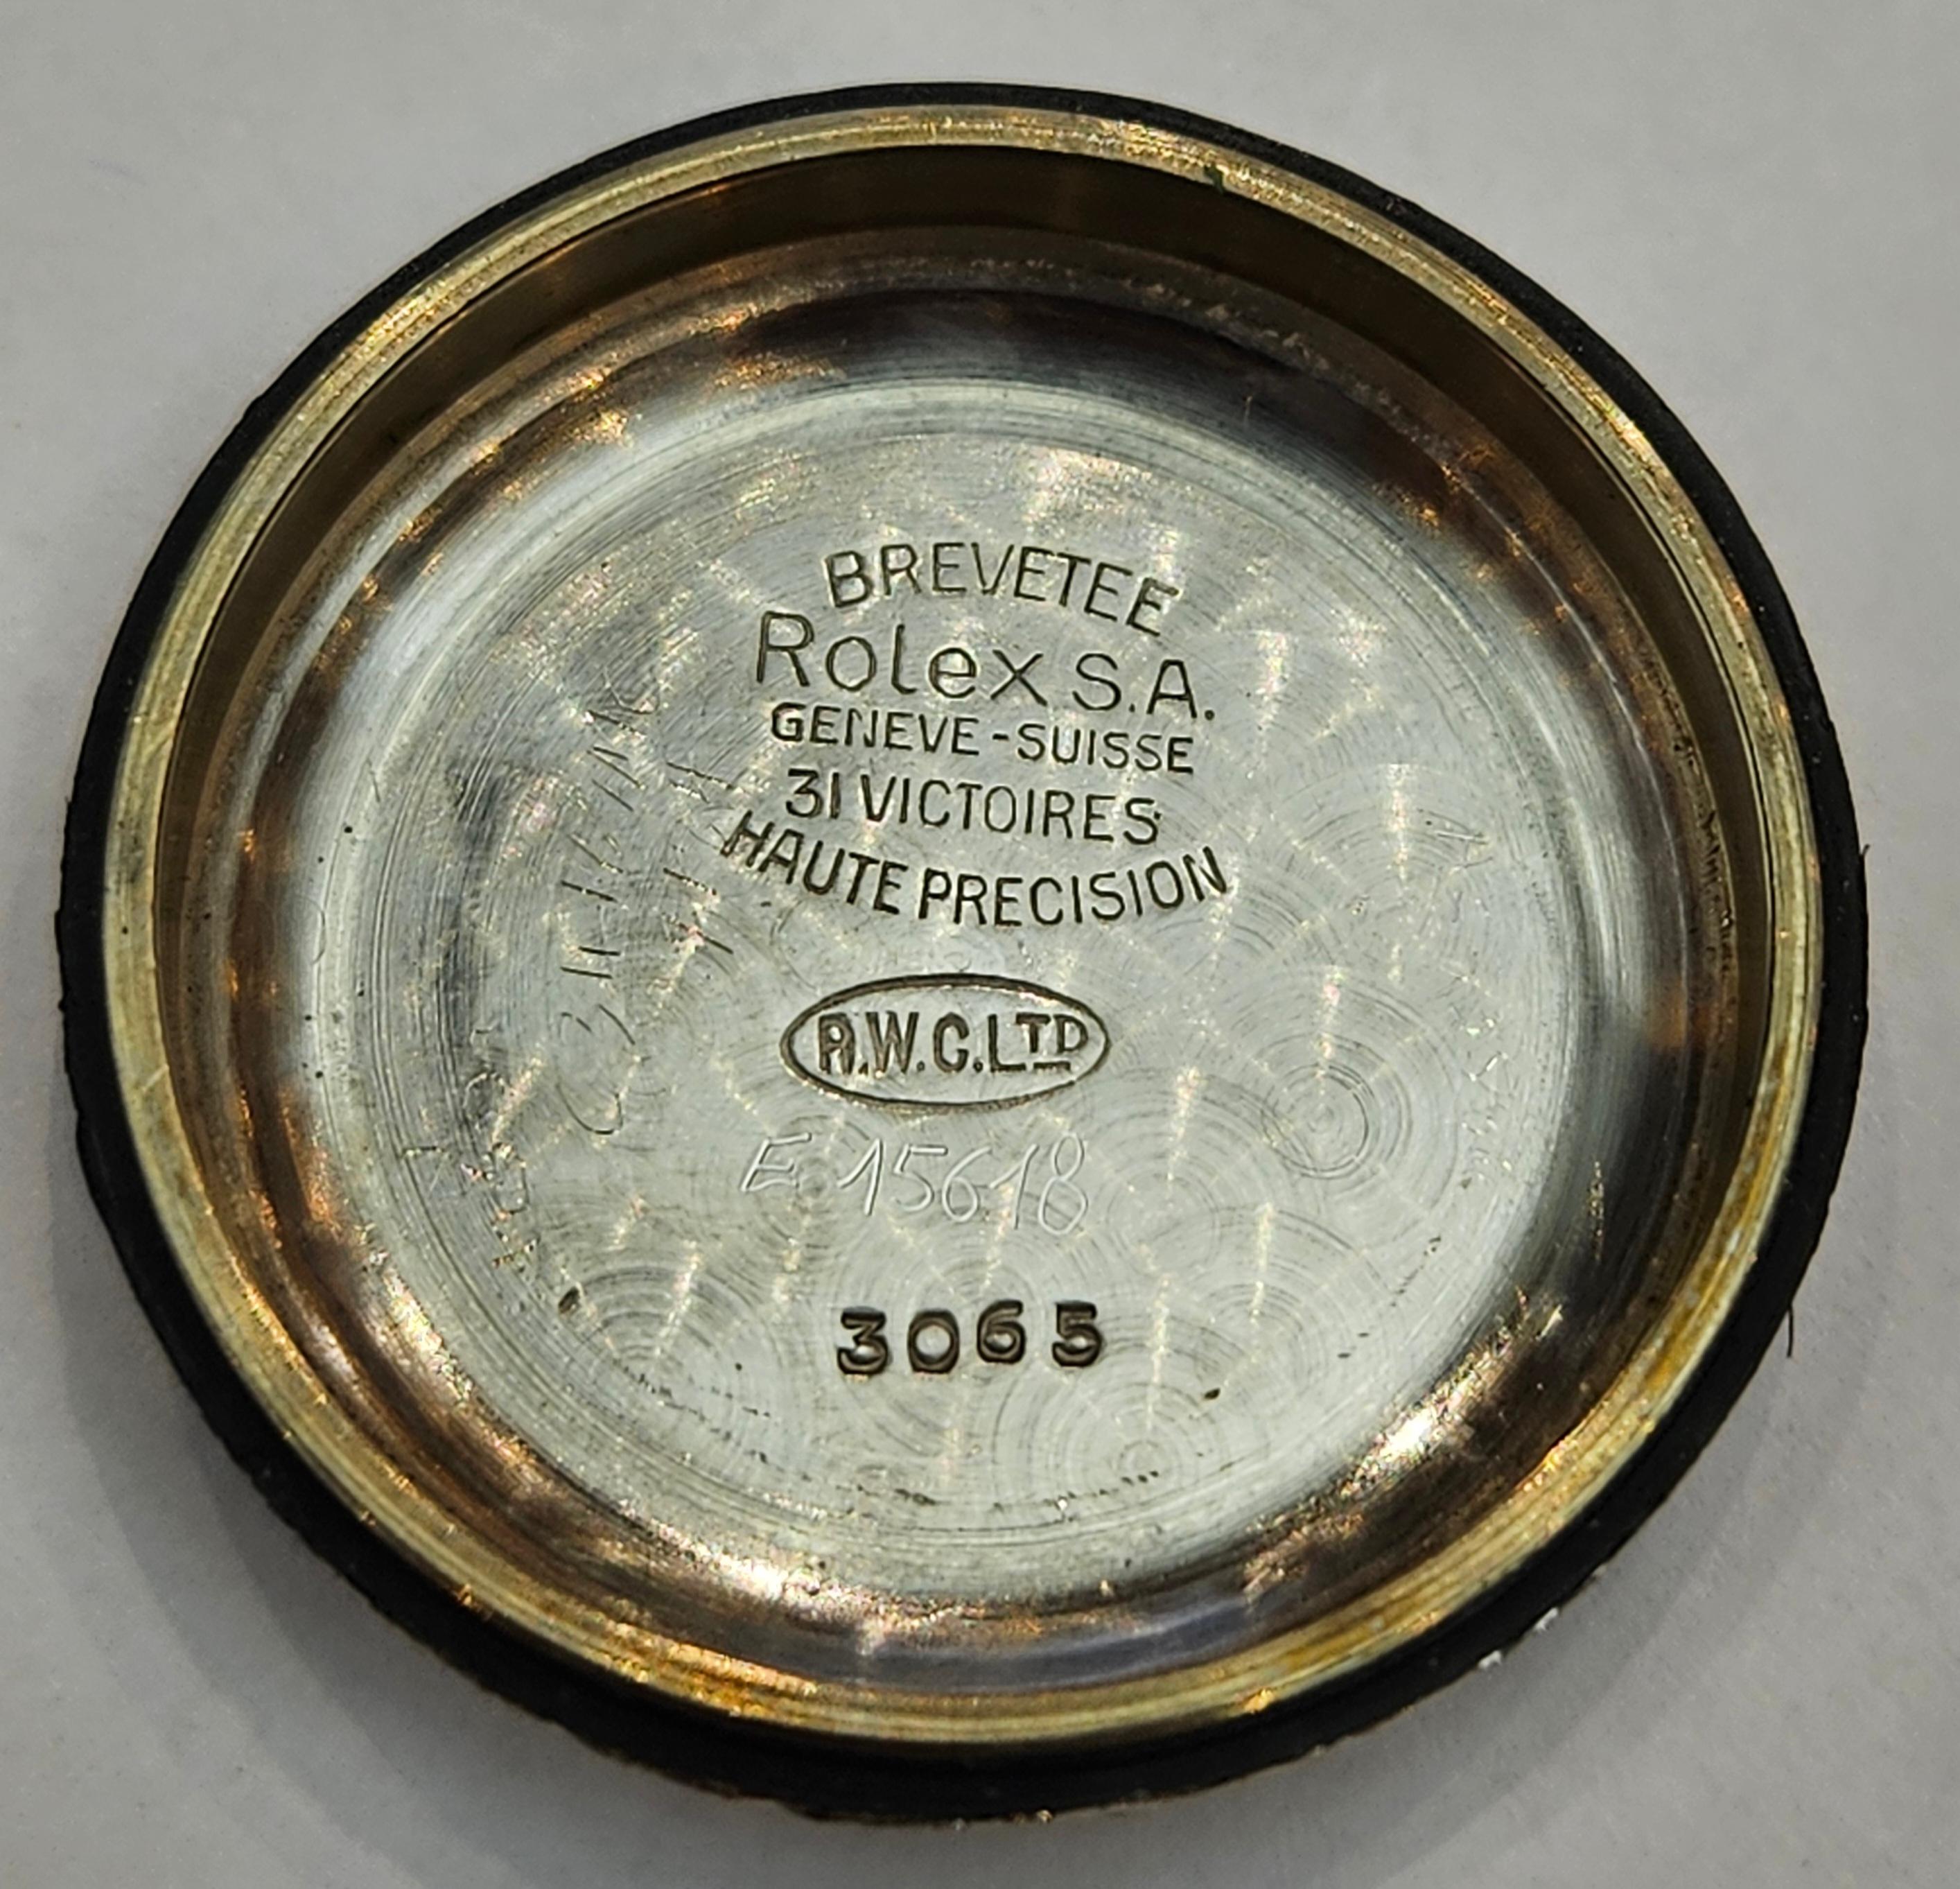 BREVETEE
Rolex S.A.
GENEVE-SUISSE
31 VICTOIRES
HAUTE PRECISION
R.W.C.LTD
E 15618
3065